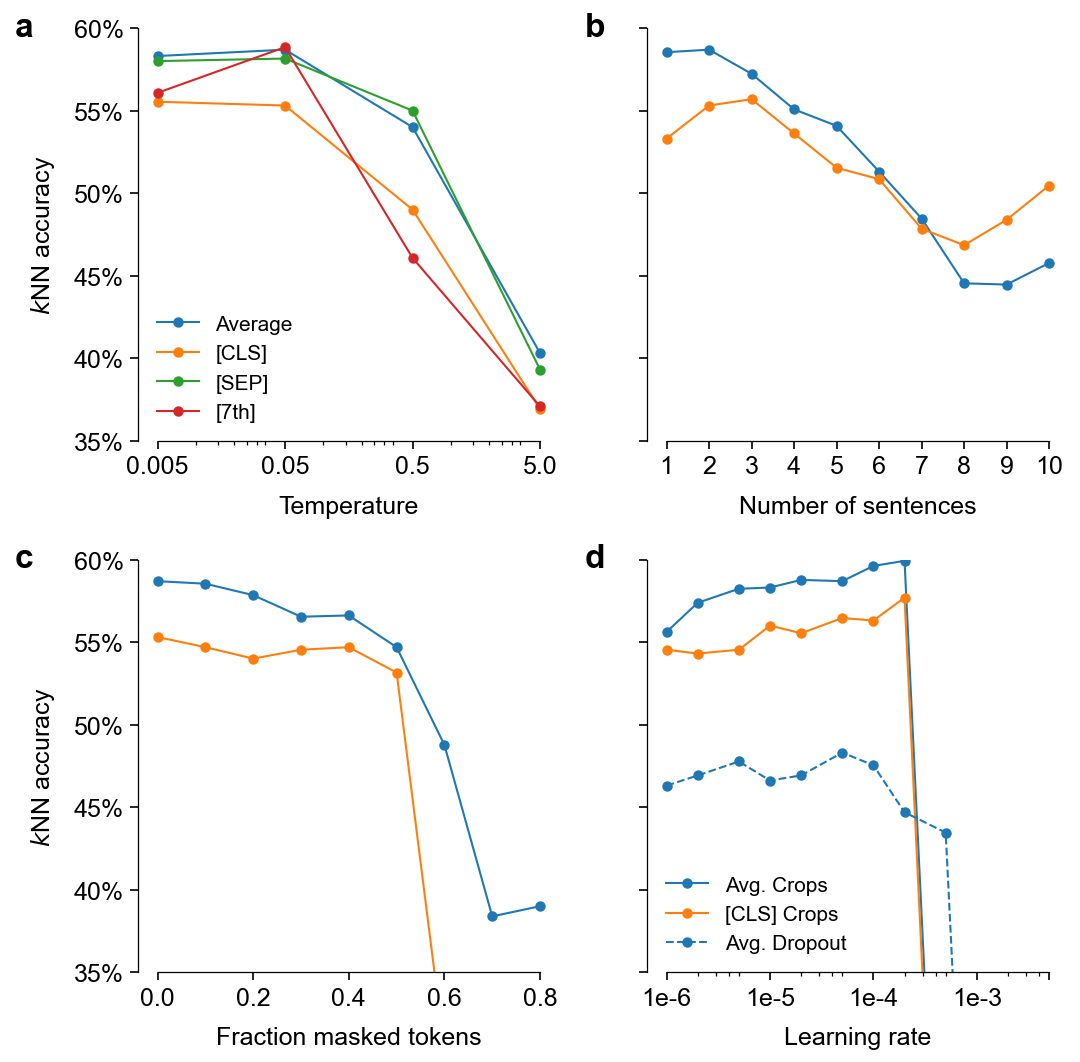 a
60%
55%
50%
45%
40%
35%
kNN accuracy
Average
[CLS]
[SEP]
[7th]
0.005 0.05 0.5 5.0
Temperature
b
1 2 3 4 5 6 7 8 9 10
Number of sentences
c
60%
55%
50%
45%
40%
35%
kNN accuracy
0.0 0.2 0.4 0.6 0.8
Fraction masked tokens
d
Avg. Crops
[CLS] Crops
Avg. Dropout
1e-6 1e-5 1e-4 1e-3
Learning rate